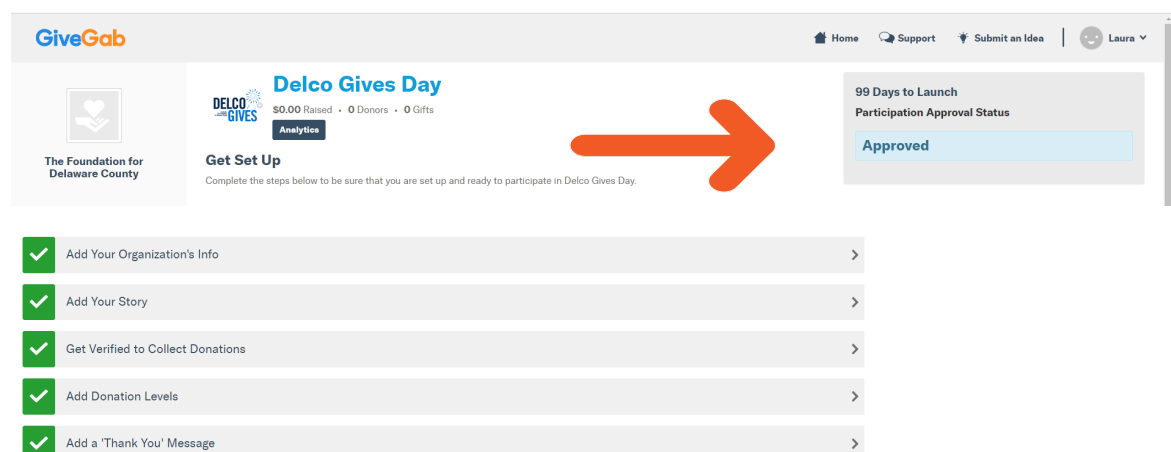 GiveGab
Home
Support
Submit an Idea
Laura
The Foundation for
Delaware County
DELCO
GIVES
Delco Gives Day
$0.00 Raised • 0 Donors • 0 Gifts
Analytics
Get Set Up
Complete the steps below to be sure that you are set up and ready to participate in Delco Gives Day.
99 Days to Launch
Participation Approval Status
Approved
Add Your Organization's Info
Add Your Story
Get Verified to Collect Donations
Add Donation Levels
Add a 'Thank You' Message